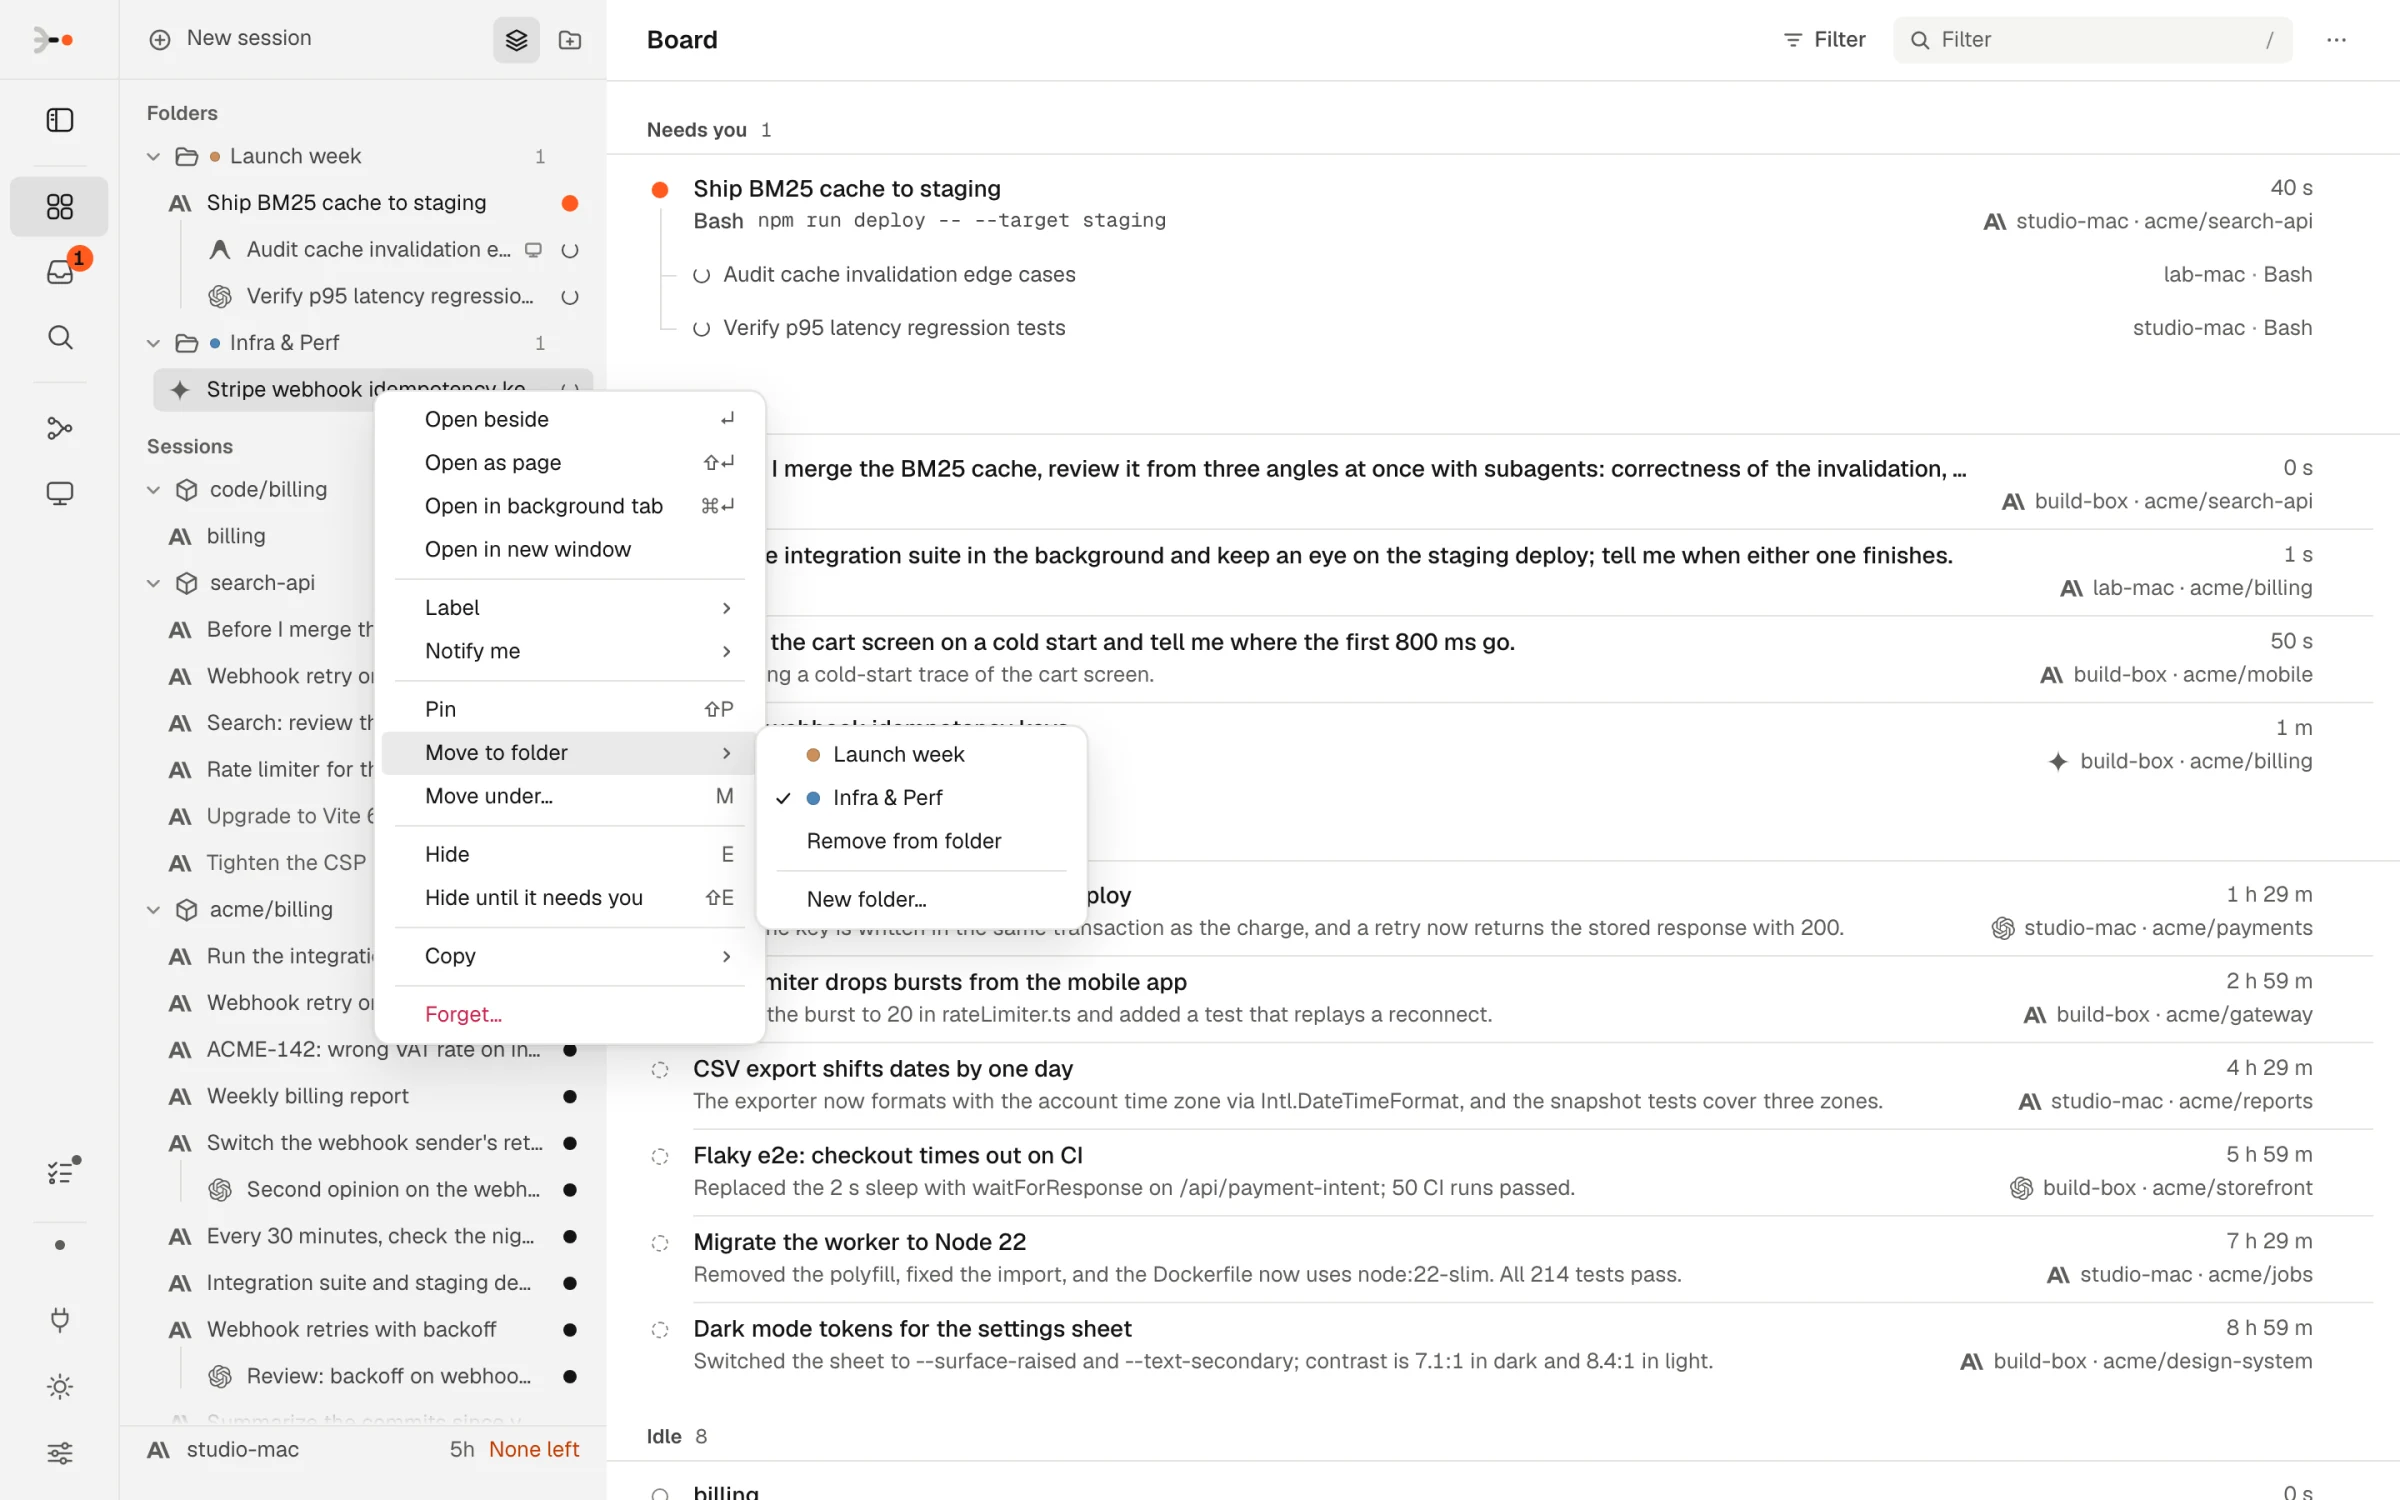 New session
Folders
Launch week 1
Ship BM25 cache to staging
Audit cache invalidation e...
Verify p95 latency regressio...
Infra & Perf 1
Stripe webhook idempotency ke
Sessions
code/billing
billing
search-api
Before I merge th
Webhook retry or
Search: review th
Rate limiter for th
Upgrade to Vite 6
Tighten the CSP
acme/billing
Run the integrati
Webhook retry or
ACME-142: wrong VAT rate on in...
Weekly billing report
Switch the webhook sender's ret...
Second opinion on the webh...
Every 30 minutes, check the nig...
Integration suite and staging de...
Webhook retries with backoff
Review: backoff on webhoo...
Summarize the commits since v
studio-mac 5h None left
1
Open beside ↵
Open as page ⇧↵
Open in background tab ⌘↵
Open in new window
Label
Notify me
Pin ⇧P
Move to folder
Move under... M
Hide E
Hide until it needs you ⇧E
Copy
Forget...
Launch week
✓ Infra & Perf
Remove from folder
New folder...
Board
Filter
Filter /
Needs you 1
Ship BM25 cache to staging 40 s
Bash npm run deploy -- --target staging studio-mac · acme/search-api
Audit cache invalidation edge cases lab-mac · Bash
Verify p95 latency regression tests studio-mac · Bash
I merge the BM25 cache, review it from three angles at once with subagents: correctness of the invalidation, ... 0 s
build-box · acme/search-api
e integration suite in the background and keep an eye on the staging deploy; tell me when either one finishes. 1 s
lab-mac · acme/billing
the cart screen on a cold start and tell me where the first 800 ms go. 50 s
ng a cold-start trace of the cart screen. build-box · acme/mobile
webhook idempotency keys 1 m
build-box · acme/billing
ploy 1 h 29 m
he key is written in the same transaction as the charge, and a retry now returns the stored response with 200. studio-mac · acme/payments
miter drops bursts from the mobile app 2 h 59 m
the burst to 20 in rateLimiter.ts and added a test that replays a reconnect. build-box · acme/gateway
CSV export shifts dates by one day 4 h 29 m
The exporter now formats with the account time zone via Intl.DateTimeFormat, and the snapshot tests cover three zones. studio-mac · acme/reports
Flaky e2e: checkout times out on CI 5 h 59 m
Replaced the 2 s sleep with waitForResponse on /api/payment-intent; 50 CI runs passed. build-box · acme/storefront
Migrate the worker to Node 22 7 h 29 m
Removed the polyfill, fixed the import, and the Dockerfile now uses node:22-slim. All 214 tests pass. studio-mac · acme/jobs
Dark mode tokens for the settings sheet 8 h 59 m
Switched the sheet to --surface-raised and --text-secondary; contrast is 7.1:1 in dark and 8.4:1 in light. build-box · acme/design-system
Idle 8
billing 0 s